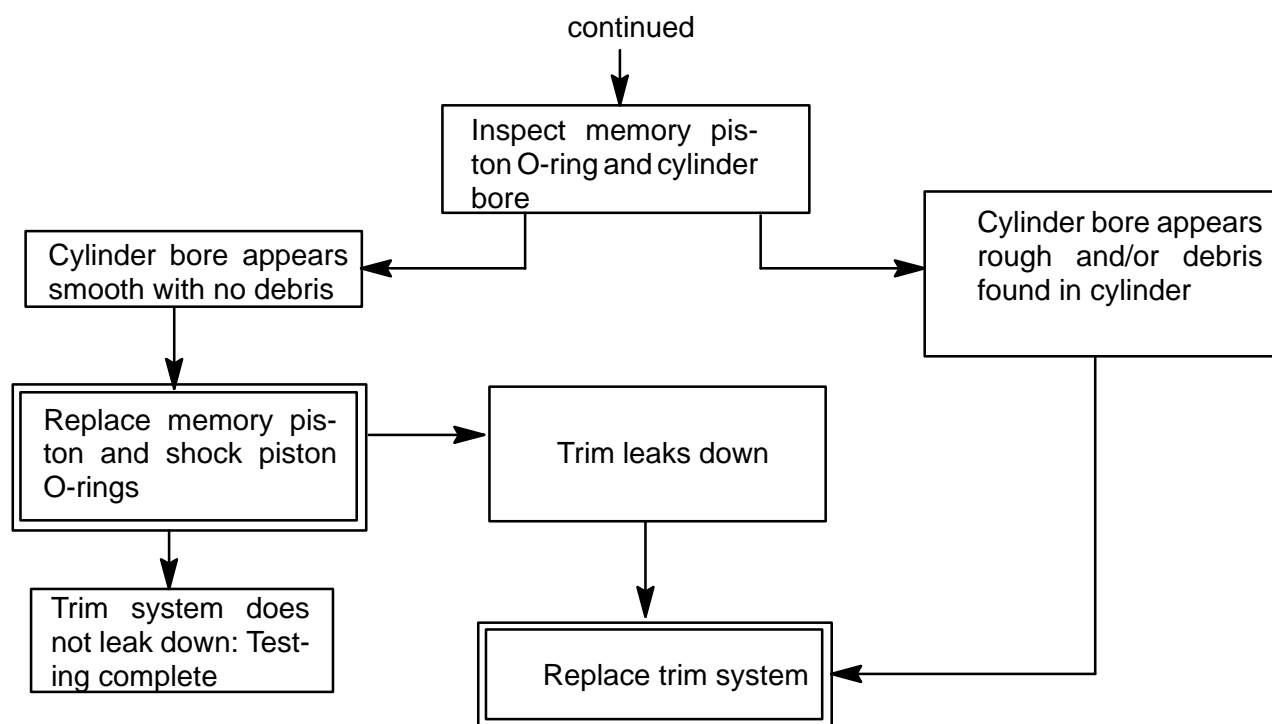 continued
Inspect memory pis-
ton O-ring and cylinder
bore
Cylinder bore appears
smooth with no debris
Cylinder bore appears
rough and/or debris
found in cylinder
Replace memory pis-
ton and shock piston
O-rings
Trim leaks down
Trim system does
not leak down: Test-
ing complete
Replace trim system